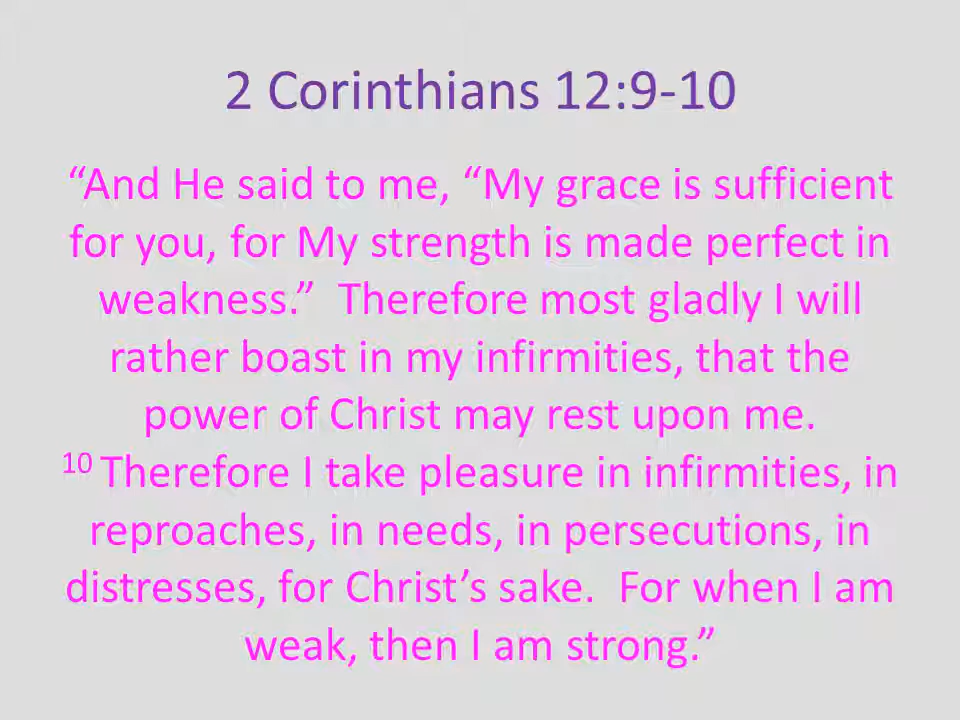 2 Corinthians 12:9-10
“And He said to me, “My grace is sufficient
for you, for My strength is made perfect in
weakness.”  Therefore most gladly I will
rather boast in my infirmities, that the
power of Christ may rest upon me.
10 Therefore I take pleasure in infirmities, in
reproaches, in needs, in persecutions, in
distresses, for Christ’s sake.  For when I am
weak, then I am strong.”